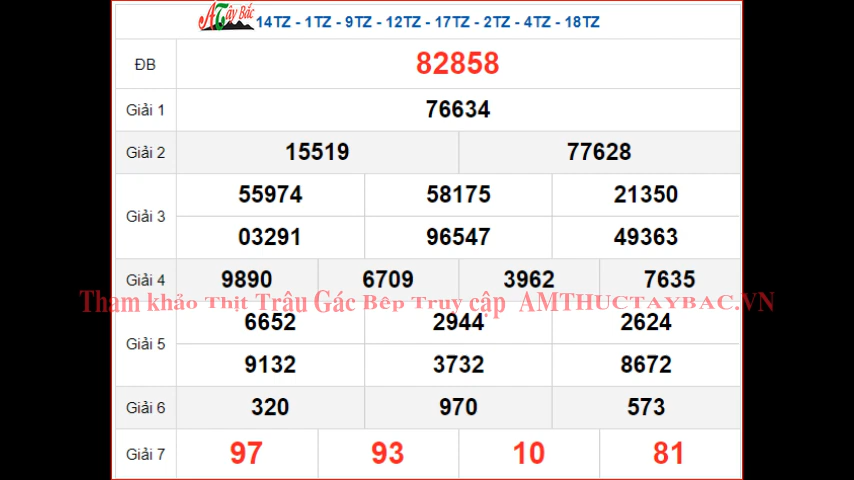 ATây Bắc 14TZ - 1TZ - 9TZ - 12TZ - 17TZ - 2TZ - 4TZ - 18TZ
ĐB 82858
Giải 1 76634
Giải 2 15519 77628
Giải 3 55974 58175 21350
03291 96547 49363
Giải 4 9890 6709 3962 7635
Tham khảo Thịt Trâu Gác Bếp Truy cập AMTHUCTAYBAC.VN
Giải 5 6652 2944 2624
9132 3732 8672
Giải 6 320 970 573
Giải 7 97 93 10 81